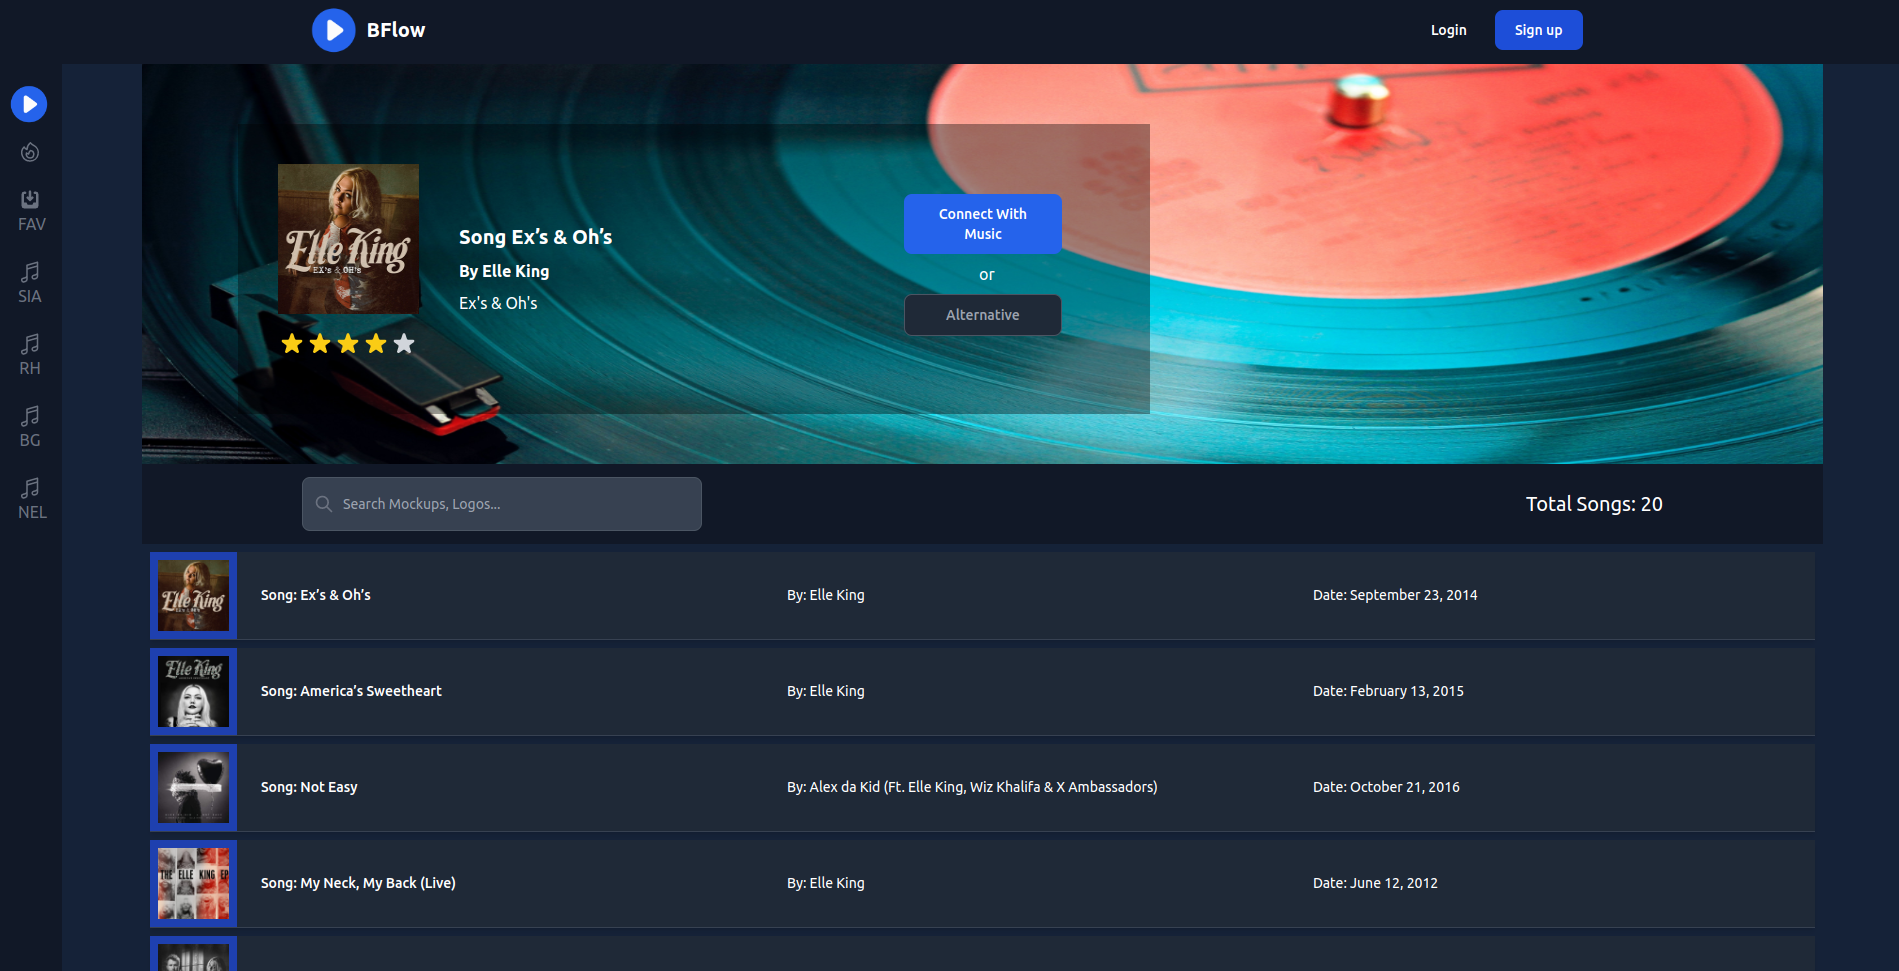 BFlow
Login
Sign up
FAV
SIA
RH
BG
NEL
Elle King
EX's & OH's
Song Ex’s & Oh’s
By Elle King
Ex's & Oh's
Connect With
Music
or
Alternative
Search Mockups, Logos...
Total Songs: 20
Elle King
Song: Ex’s & Oh’s
By: Elle King
Date: September 23, 2014
Elle King
Song: America’s Sweetheart
By: Elle King
Date: February 13, 2015
Song: Not Easy
By: Alex da Kid (Ft. Elle King, Wiz Khalifa & X Ambassadors)
Date: October 21, 2016
THE ELLE KING EP
Song: My Neck, My Back (Live)
By: Elle King
Date: June 12, 2012